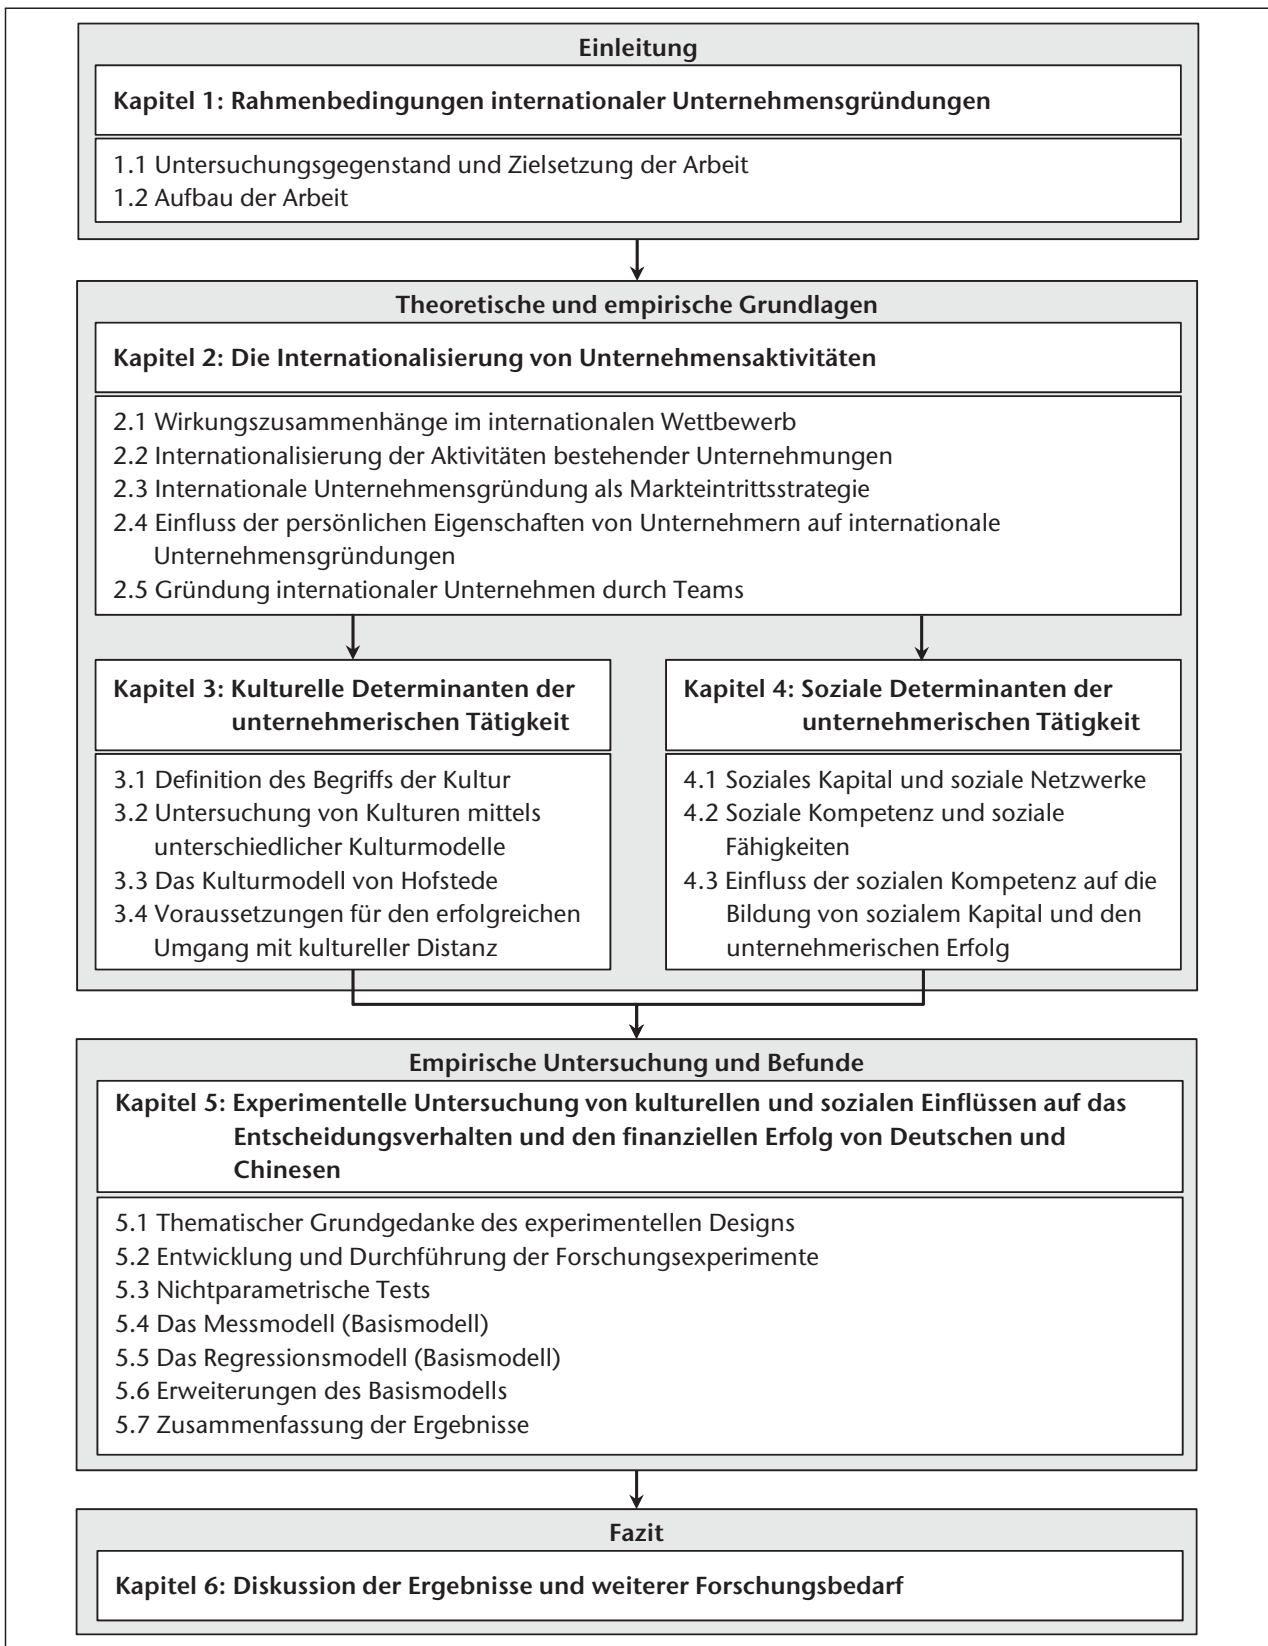 Einleitung
Kapitel 1: Rahmenbedingungen internationaler Unternehmensgründungen
1.1 Untersuchungsgegenstand und Zielsetzung der Arbeit
1.2 Aufbau der Arbeit
Theoretische und empirische Grundlagen
Kapitel 2: Die Internationalisierung von Unternehmensaktivitäten
2.1 Wirkungszusammenhänge im internationalen Wettbewerb
2.2 Internationalisierung der Aktivitäten bestehender Unternehmungen
2.3 Internationale Unternehmensgründung als Markteintrittsstrategie
2.4 Einfluss der persönlichen Eigenschaften von Unternehmern auf internationale
Unternehmensgründungen
2.5 Gründung internationaler Unternehmen durch Teams
Kapitel 3: Kulturelle Determinanten der
unternehmerischen Tätigkeit
3.1 Definition des Begriffs der Kultur
3.2 Untersuchung von Kulturen mittels
unterschiedlicher Kulturmodelle
3.3 Das Kulturmodell von Hofstede
3.4 Voraussetzungen für den erfolgreichen
Umgang mit kultureller Distanz
Kapitel 4: Soziale Determinanten der
unternehmerischen Tätigkeit
4.1 Soziales Kapital und soziale Netzwerke
4.2 Soziale Kompetenz und soziale
Fähigkeiten
4.3 Einfluss der sozialen Kompetenz auf die
Bildung von sozialem Kapital und den
unternehmerischen Erfolg
Empirische Untersuchung und Befunde
Kapitel 5: Experimentelle Untersuchung von kulturellen und sozialen Einflüssen auf das
Entscheidungsverhalten und den finanziellen Erfolg von Deutschen und
Chinesen
5.1 Thematischer Grundgedanke des experimentellen Designs
5.2 Entwicklung und Durchführung der Forschungsexperimente
5.3 Nichtparametrische Tests
5.4 Das Messmodell (Basismodell)
5.5 Das Regressionsmodell (Basismodell)
5.6 Erweiterungen des Basismodells
5.7 Zusammenfassung der Ergebnisse
Fazit
Kapitel 6: Diskussion der Ergebnisse und weiterer Forschungsbedarf